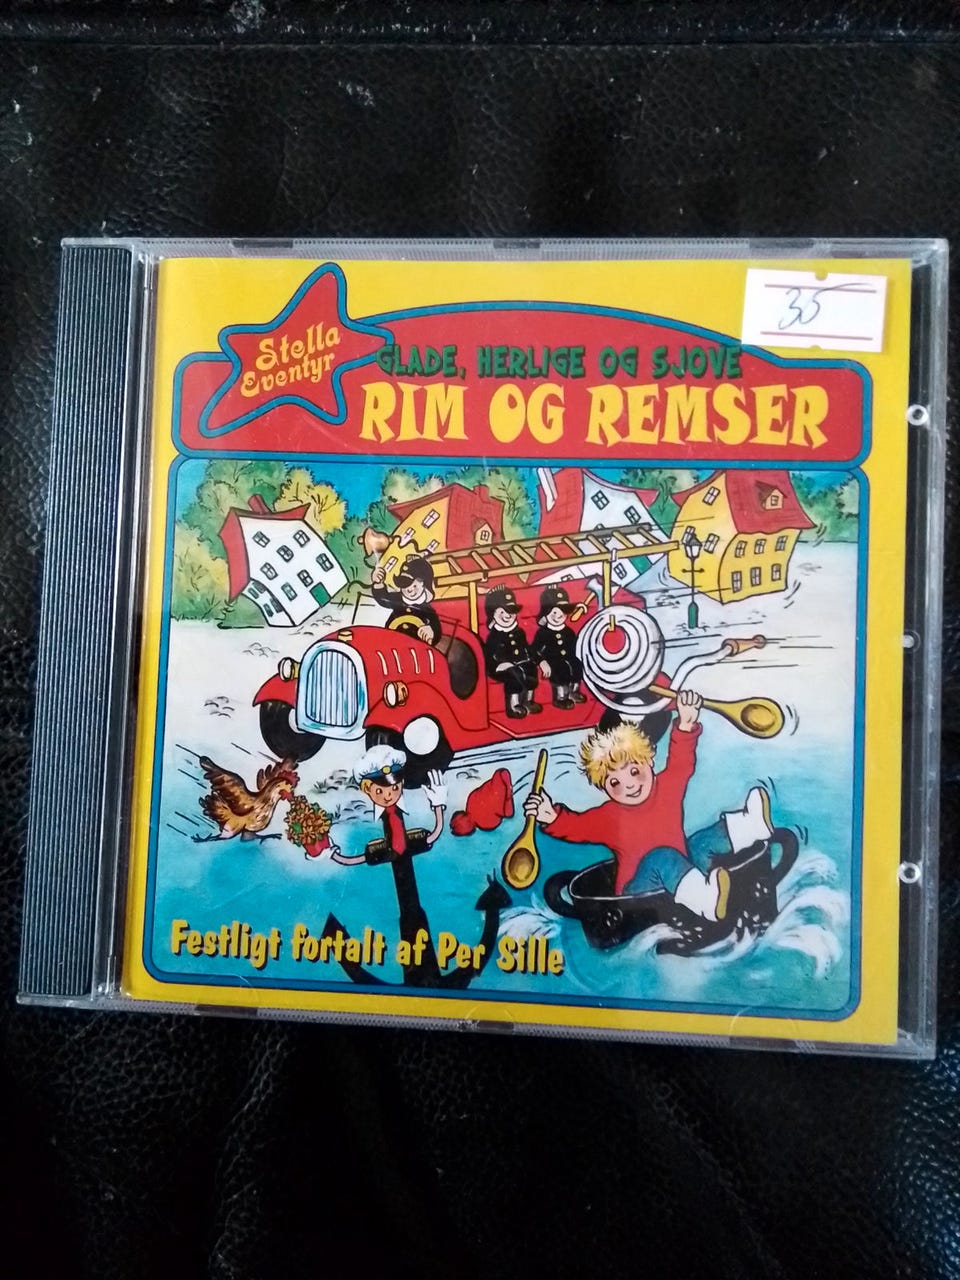 Stella
Eventyr
GLADE, HERLIGE OG SJOVE
RIM OG REMSER
35
Festligt fortalt af Per Sille